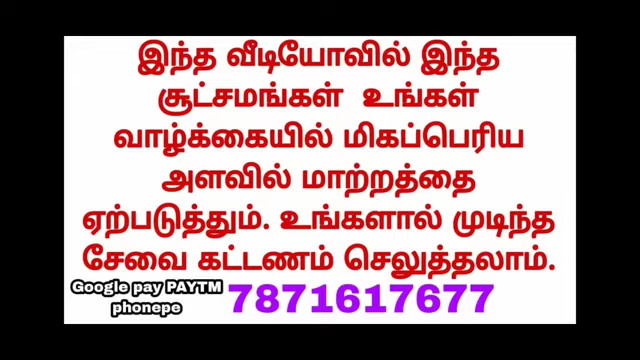 இந்த வீடியோவில் இந்த
சூட்சமங்கள் உங்கள்
வாழ்க்கையில் மிகப்பெரிய
அளவில் மாற்றத்தை
ஏற்படுத்தும். உங்களால் முடிந்த
சேவை கட்டணம் செலுத்தலாம்.
Google pay PAYTM
phonepe
7871617677